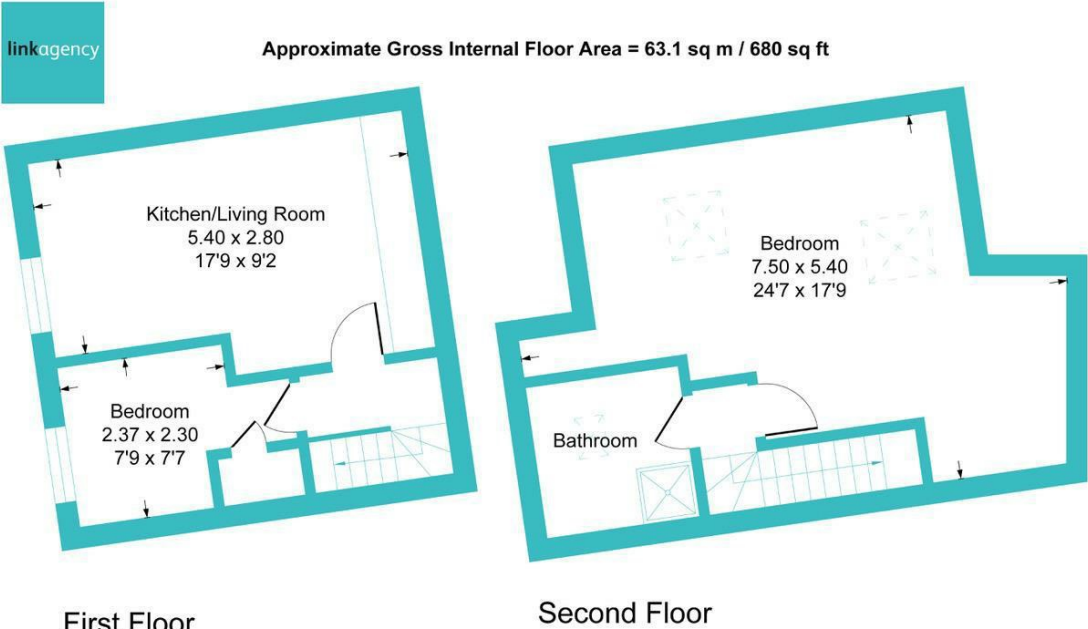 linkagency
Approximate Gross Internal Floor Area = 63.1 sq m / 680 sq ft
Kitchen/Living Room
5.40 x 2.80
17'9 x 9'2
Bedroom
2.37 x 2.30
7'9 x 7'7
Bedroom
7.50 x 5.40
24'7 x 17'9
Bathroom
First Floor
Second Floor